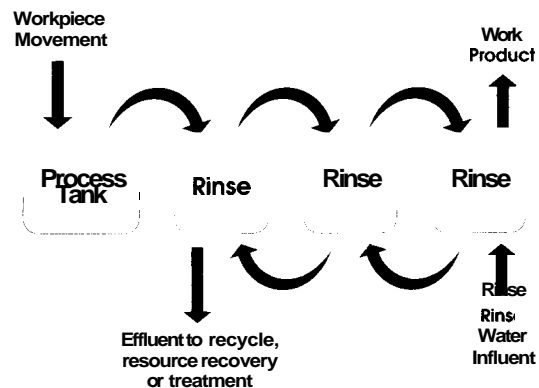 Workpiece
Movement
Work
Product
Process
Tank
Rinse
Rinse
Rinse
Effluent to recycle,
resource recovery
or treatment
Rinse
Rins
Water
Influent